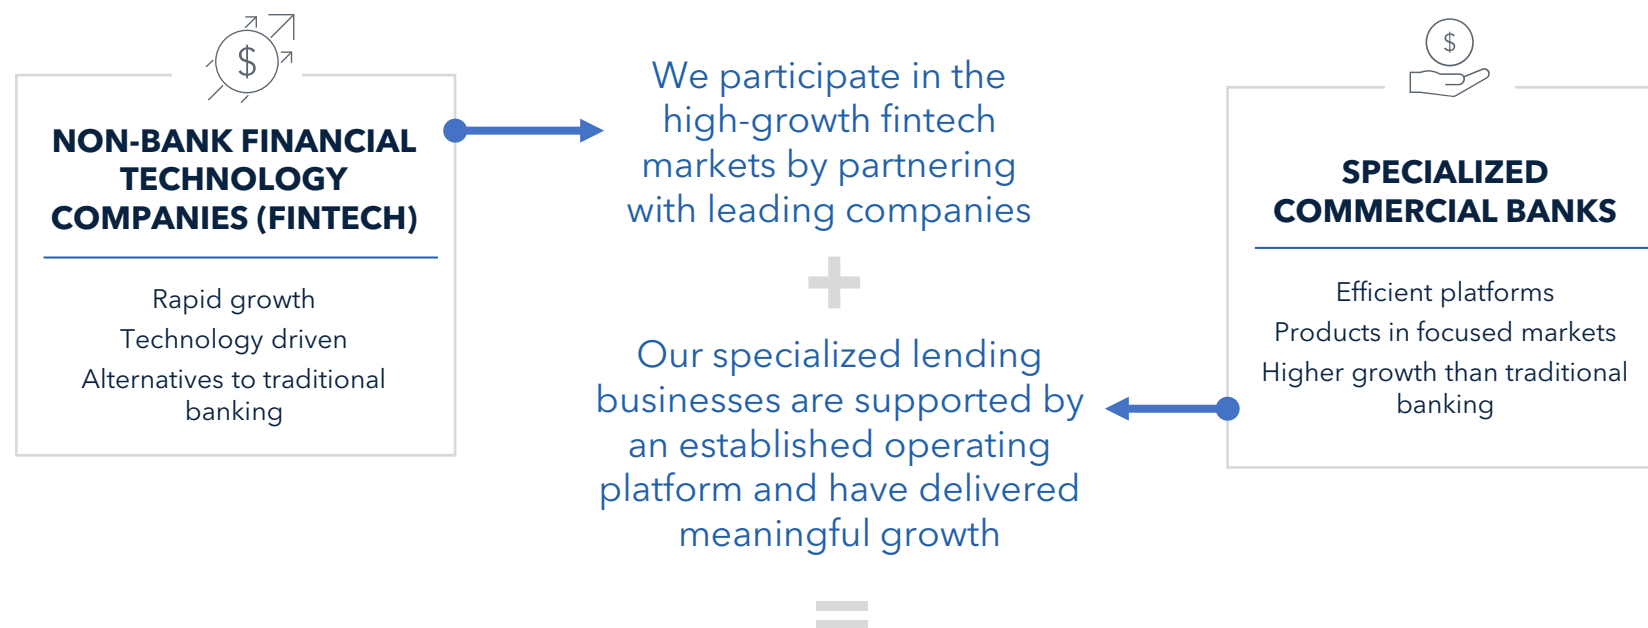 $
NON-BANK FINANCIAL
TECHNOLOGY
COMPANIES (FINTECH)
Rapid growth
Technology driven
Alternatives to traditional
banking
We participate in the
high-growth fintech
markets by partnering
with leading companies
+
Our specialized lending
businesses are supported by
an established operating
platform and have delivered
meaningful growth
=
$
SPECIALIZED
COMMERCIAL BANKS
Efficient platforms
Products in focused markets
Higher growth than traditional
banking